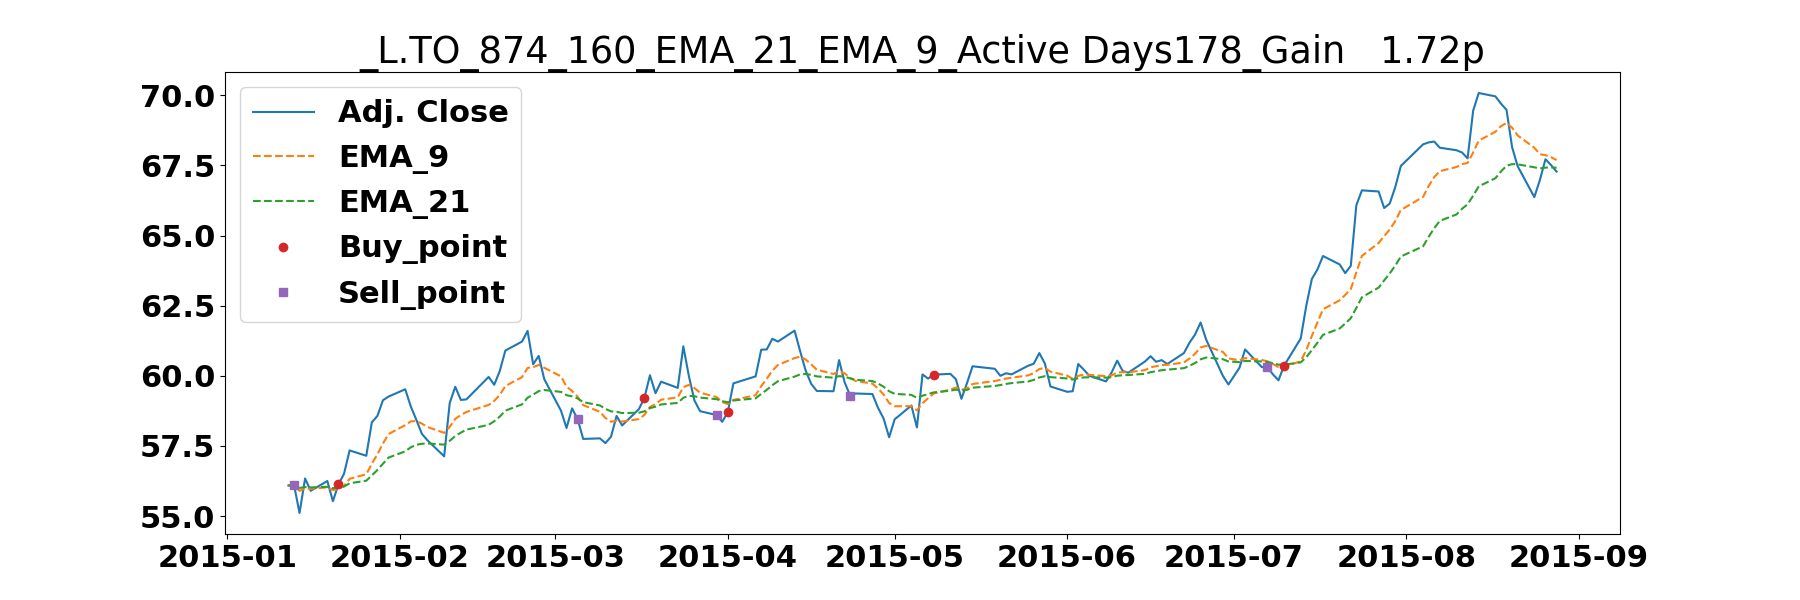 _L.TO_874_160_EMA_21_EMA_9_Active Days178_Gain   1.72p
70.0
67.5
65.0
62.5
60.0
57.5
55.0
Adj. Close
EMA_9
EMA_21
Buy_point
Sell_point
2015-01 2015-02 2015-03 2015-04 2015-05 2015-06 2015-07 2015-08 2015-09